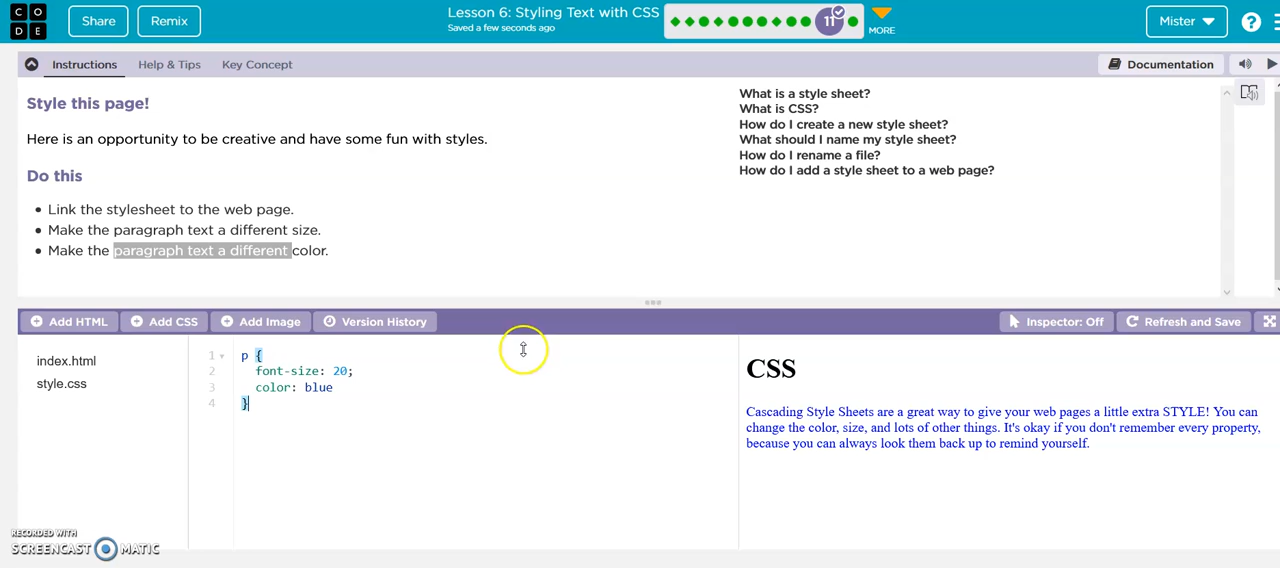 CO
DE
Share
Remix
Lesson 6: Styling Text with CSS
Saved a few seconds ago
11
MORE
Mister
?
Instructions
Help & Tips
Key Concept
Documentation
Style this page!
Here is an opportunity to be creative and have some fun with styles.
Do this
• Link the stylesheet to the web page.
• Make the paragraph text a different size.
• Make the paragraph text a different color.
What is a style sheet?
What is CSS?
How do I create a new style sheet?
What should I name my style sheet?
How do I rename a file?
How do I add a style sheet to a web page?
Add HTML
Add CSS
Add Image
Version History
Inspector: Off
Refresh and Save
index.html
style.css
1 p {
2 font-size: 20;
3 color: blue
4 }
CSS
Cascading Style Sheets are a great way to give your web pages a little extra STYLE! You can
change the color, size, and lots of other things. It's okay if you don't remember every property,
because you can always look them back up to remind yourself.
RECORDED WITH
SCREENCAST MATIC